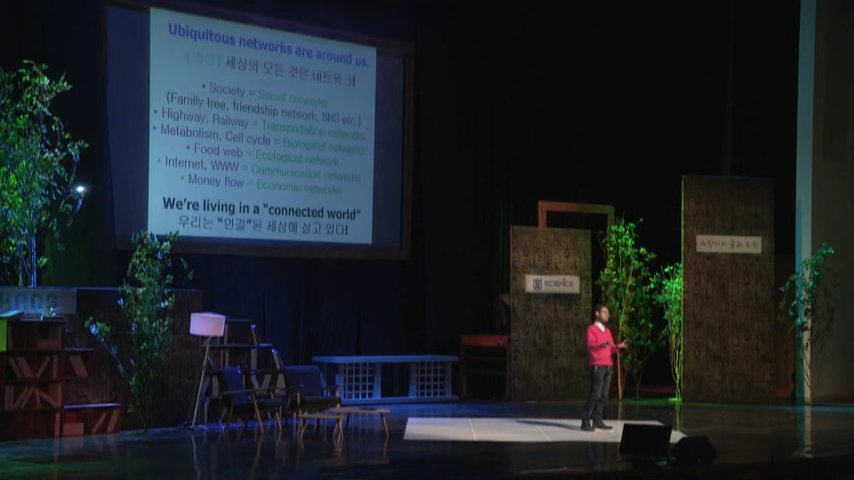 Ubiquitous networks are around us.
세상의 모든 것은 네트워크!
• Society = Social networks
(Family tree, friendship network, SNS etc.)
• Highway, Railway = Transportation networks
• Metabolism, Cell cycle = Biological networks
• Food web = Ecological network
• Internet, WWW = Communication networks
• Money flow = Economic networks
We're living in a “connected world”
우리는 “연결”된 세상에 살고 있다!
SCIENCE